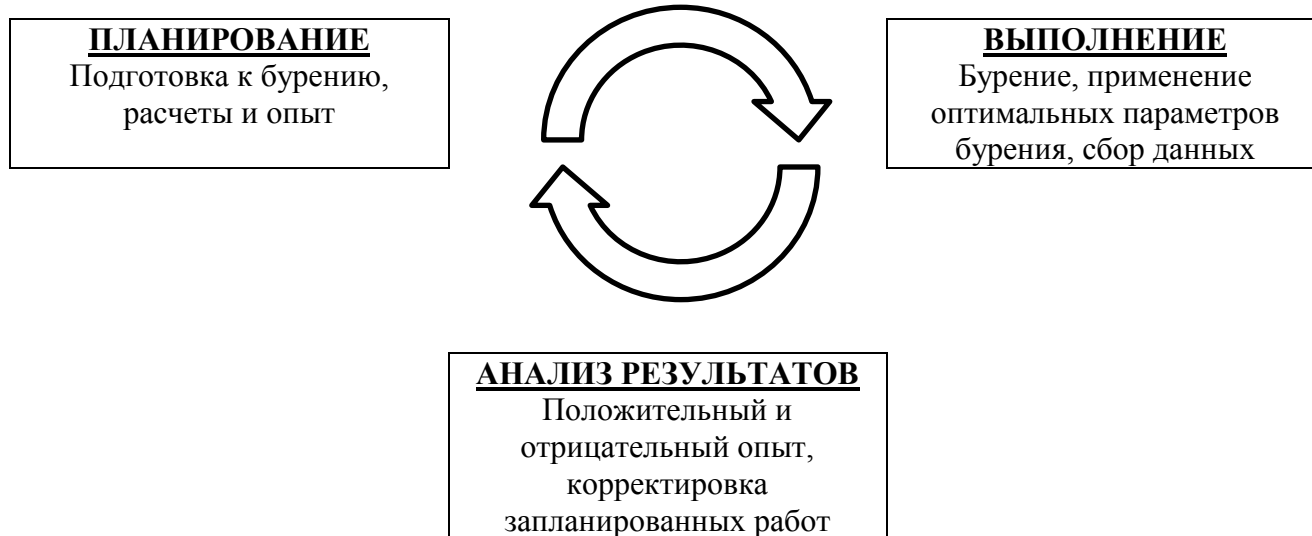 ПЛАНИРОВАНИЕ
Подготовка к бурению,
расчеты и опыт
ВЫПОЛНЕНИЕ
Бурение, применение
оптимальных параметров
бурения, сбор данных
АНАЛИЗ РЕЗУЛЬТАТОВ
Положительный и
отрицательный опыт,
корректировка
запланированных работ